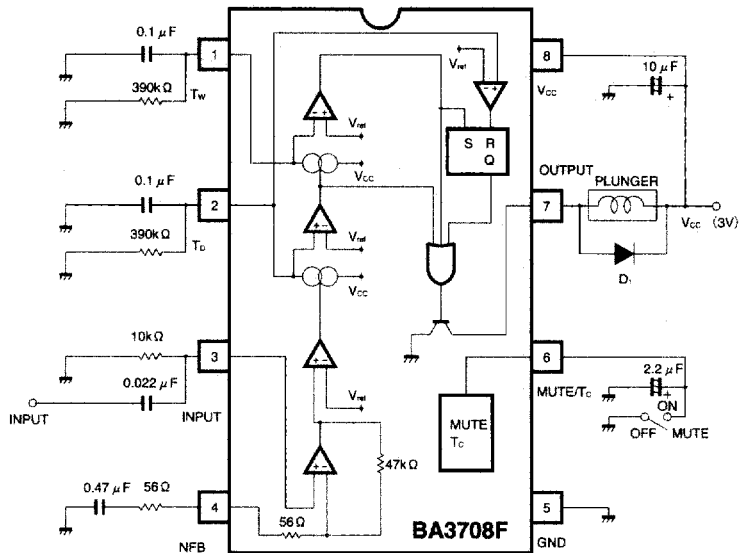 0.1 μF
1
390kΩ
Tw
0.1 μF
2
390kΩ
TD
10kΩ
3
0.022 μF
INPUT
INPUT
0.47 μF
56Ω
4
NFB
Vref
- +
- +
Vref
VCC
S R
Q
+ -
Vref
VCC
+ -
Vref
+ -
47kΩ
56Ω
MUTE
TC
BA3708F
8
VCC
10 μF
+
OUTPUT
PLUNGER
7
VCC (3V)
D1
6
MUTE/TC
2.2 μF
+
ON
OFF MUTE
5
GND